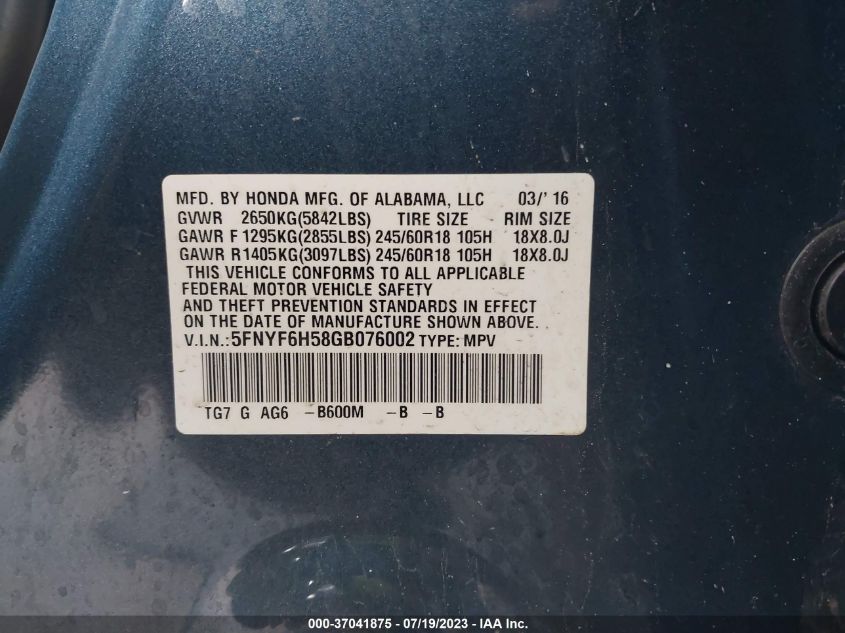 MFD. BY HONDA MFG. OF ALABAMA, LLC 03/' 16
GVWR 2650KG(5842LBS) TIRE SIZE RIM SIZE
GAWR F 1295KG(2855LBS) 245/60R18 105H 18X8.0J
GAWR R1405KG(3097LBS) 245/60R18 105H 18X8.0J
THIS VEHICLE CONFORMS TO ALL APPLICABLE
FEDERAL MOTOR VEHICLE SAFETY
AND THEFT PREVENTION STANDARDS IN EFFECT
ON THE DATE OF MANUFACTURE SHOWN ABOVE.
V.I.N.: 5FNYF6H58GB076002 TYPE: MPV
TG7 G AG6 -B600M -B -B
000-37041875 - 07/19/2023 - IAA Inc.